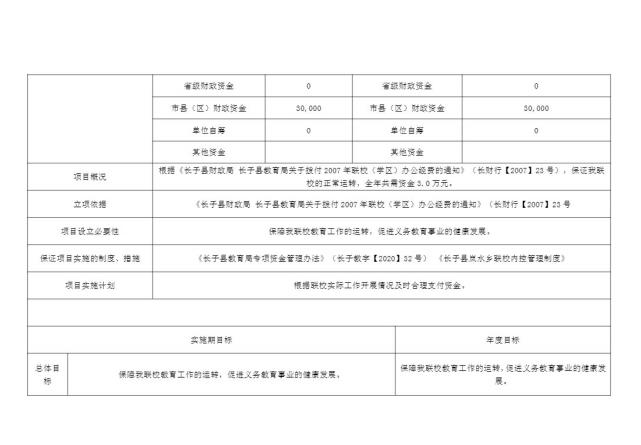 省级财政资金 0 省级财政资金 0
市县（区）财政资金 30,000 市县（区）财政资金 30,000
单位自筹 0 单位自筹 0
其他资金 其他资金
项目概况
根据《长子县财政局 长子县教育局关于拨付2007年联校（学区）办公经费的通知》（长财行【2007】23号），保证我联
校的正常运转，全年共需资金3.0万元。
立项依据 《长子县财政局 长子县教育局关于拨付2007年联校（学区）办公经费的通知》（长财行【2007】23号
项目设立必要性 保障我联校教育工作的运转，促进义务教育事业的健康发展。
保证项目实施的制度、措施 《长子县教育局专项资金管理办法》（长子教字【2020】32号）《长子县岚水乡联校内控管理制度》
项目实施计划 根据联校实际工作开展情况及时合理支付资金。
实施期目标 年度目标
总体目
标
保障我联校教育工作的运转，促进义务教育事业的健康发展。
保障我联校教育工作的运转，促进义务教育事业的健康发
展。